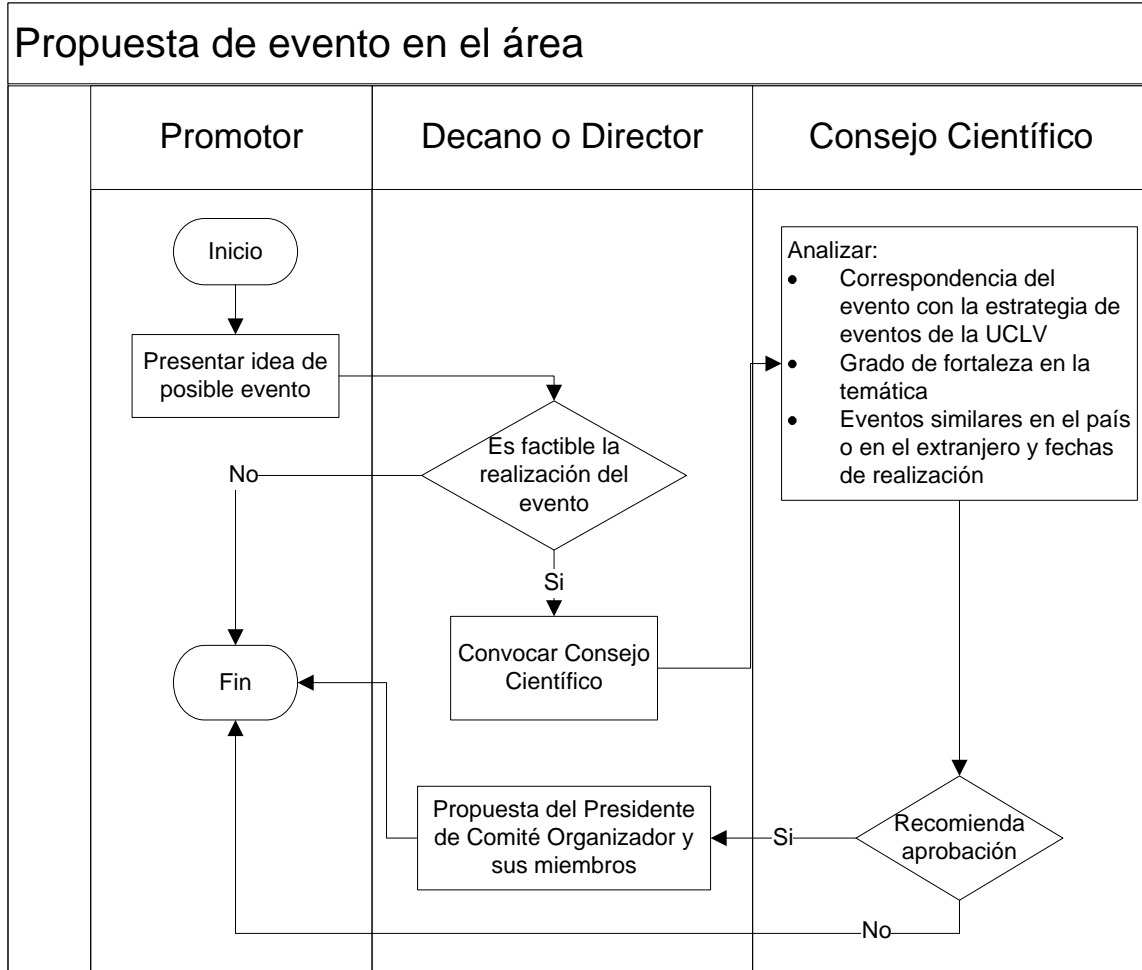 Propuesta de evento en el área
Promotor
Decano o Director
Consejo Científico
Inicio
Presentar idea de
posible evento
Es factible la
realización del
evento
No
Si
Convocar Consejo
Científico
Analizar:
• Correspondencia del
evento con la estrategia de
eventos de la UCLV
• Grado de fortaleza en la
temática
• Eventos similares en el país
o en el extranjero y fechas
de realización
Recomienda
aprobación
Si
No
Propuesta del Presidente
de Comité Organizador y
sus miembros
Fin